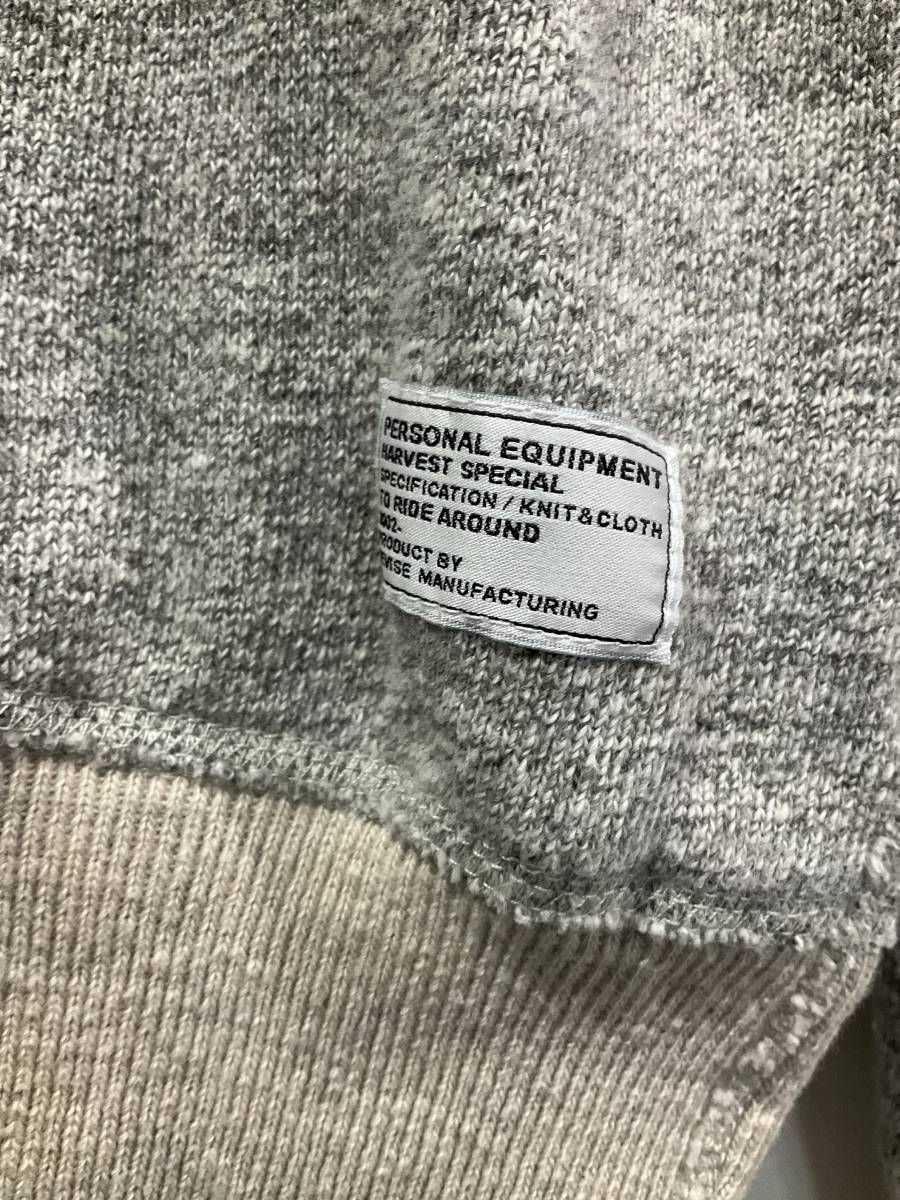 PERSONAL EQUIPMENT
HARVEST SPECIAL
SPECIFICATION / KNIT & CLOTH
TO RIDE AROUND
PRODUCT BY
MANUFACTURING